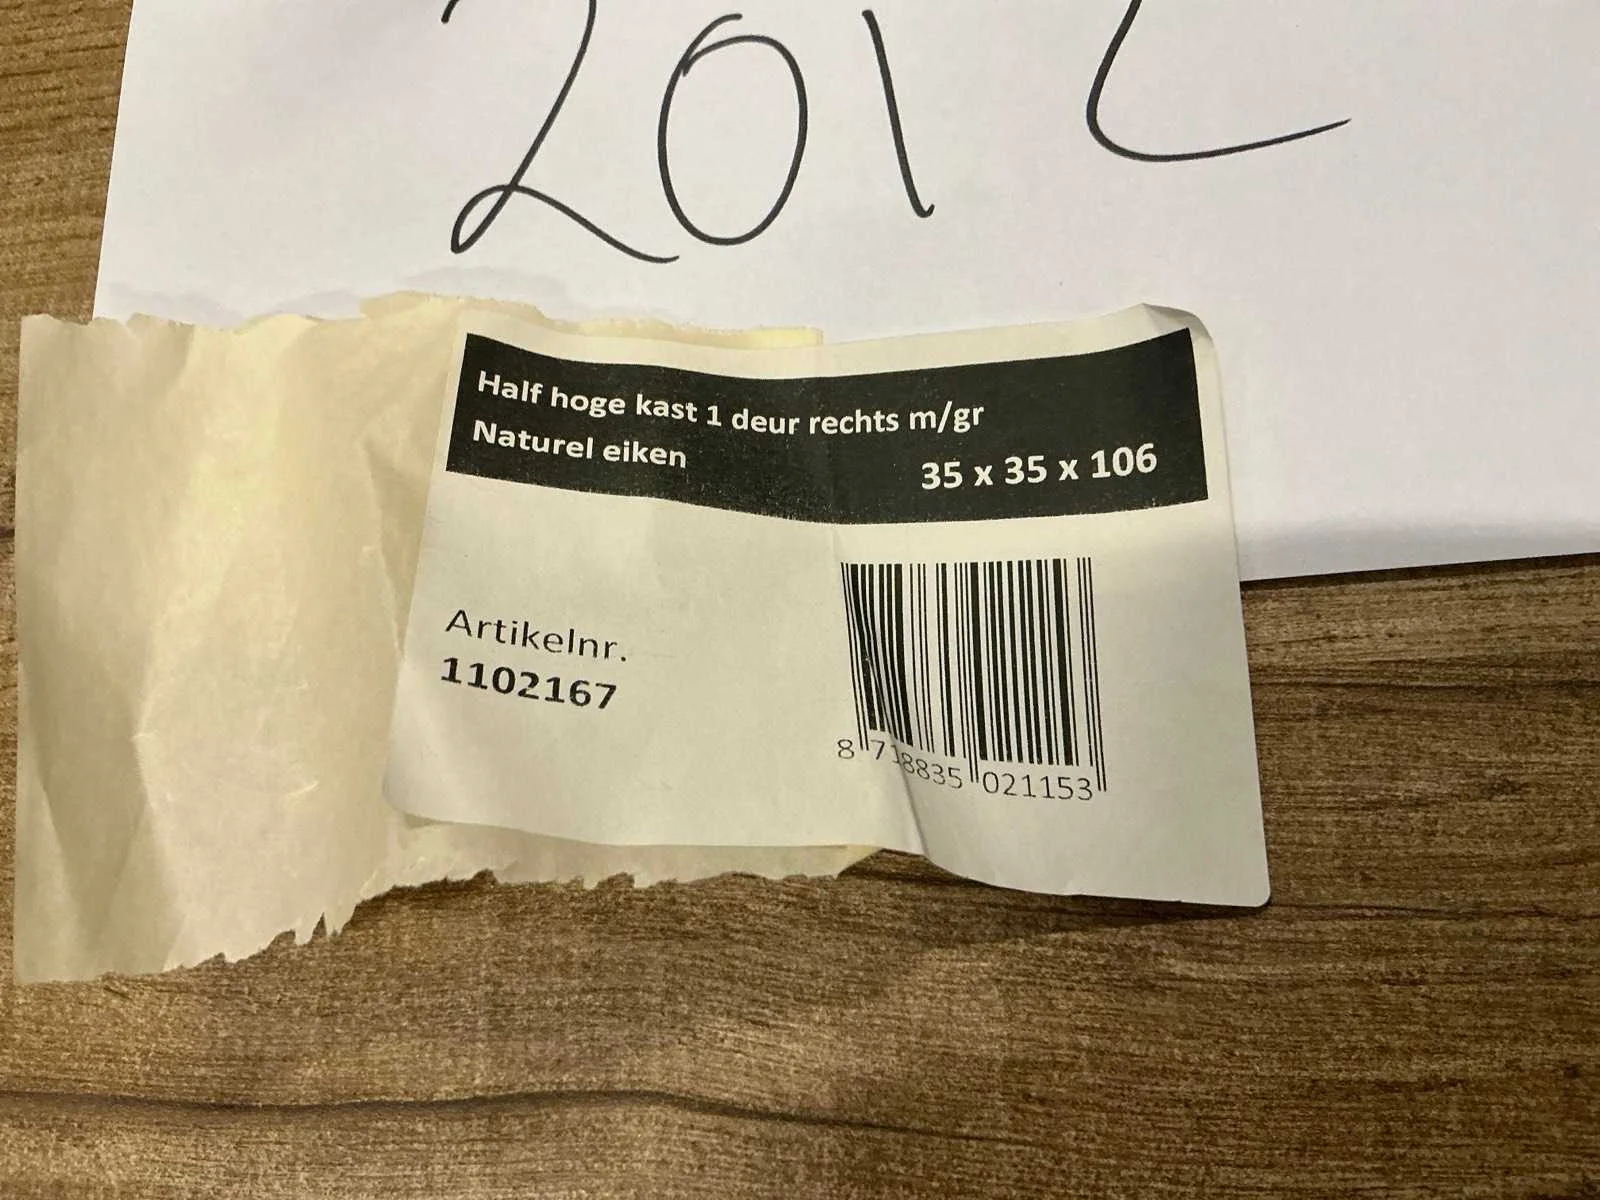 2012
Half hoge kast 1 deur rechts m/gr
Naturel eiken
35 x 35 x 106
Artikelnr.
1102167
8 718835 021153